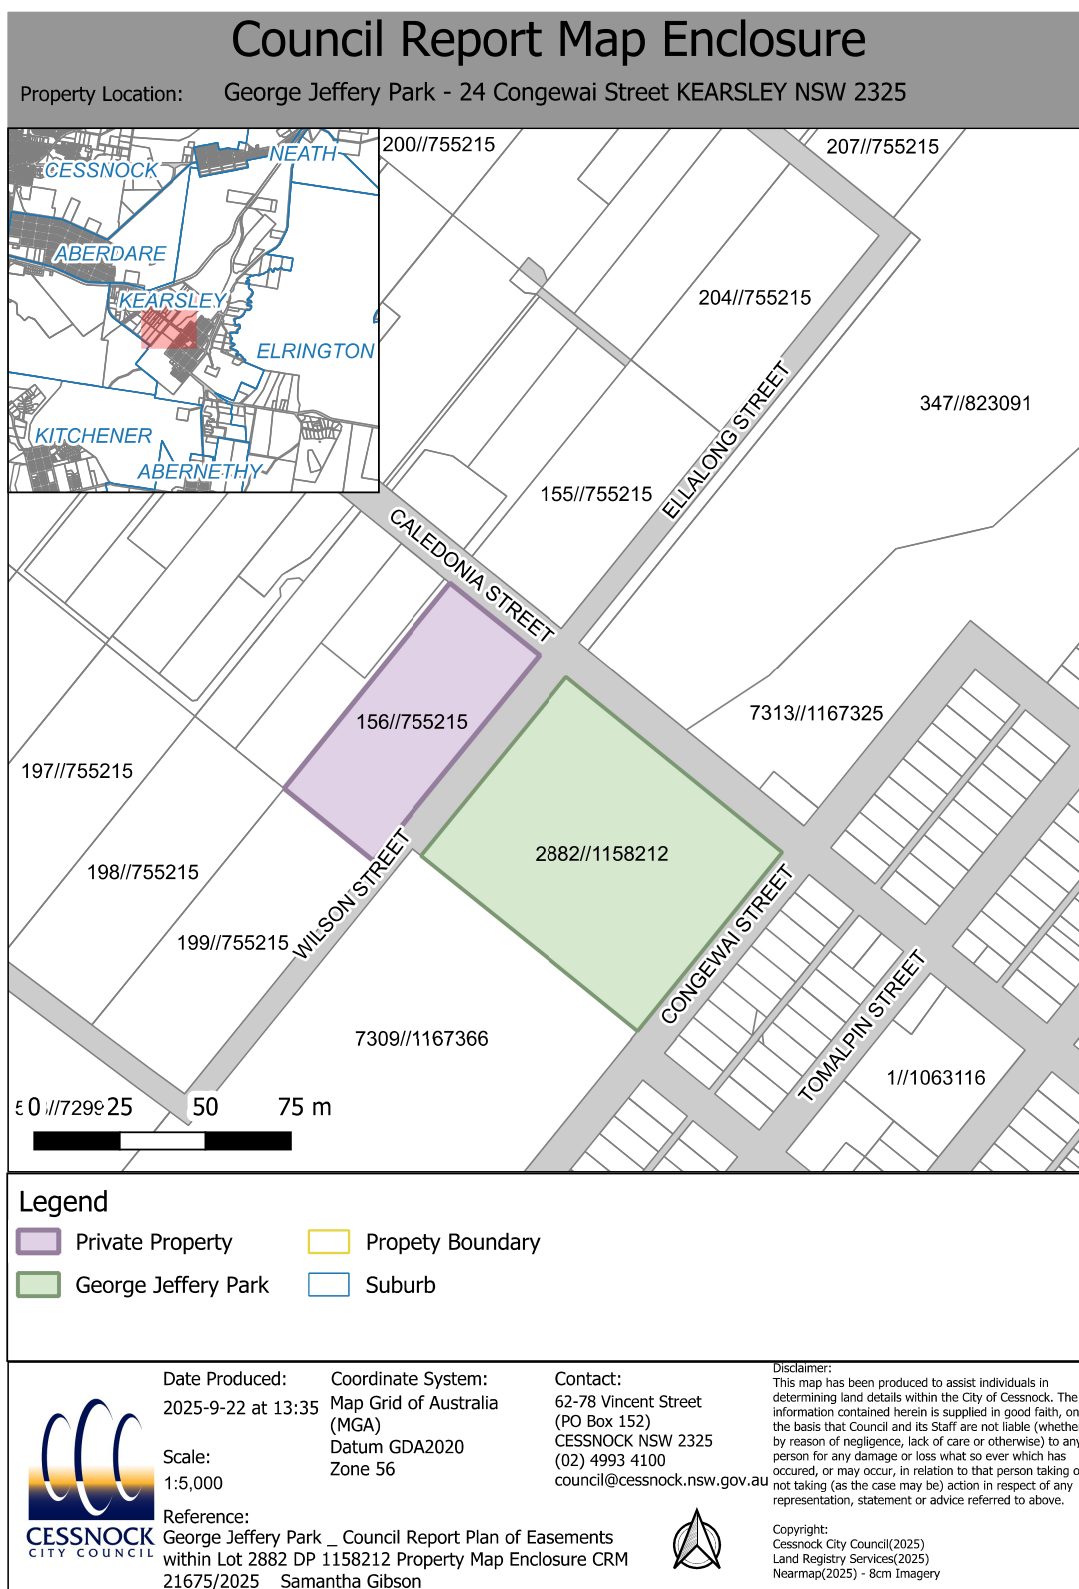 Council Report Map Enclosure
Property Location: George Jeffery Park - 24 Congewai Street KEARSLEY NSW 2325
CESSNOCK
NEATH
ABERDARE
KEARSLEY
ELRINGTON
KITCHENER
ABERNETHY
200//755215
207//755215
204//755215
347//823091
ELLALONG STREET
155//755215
CALEDONIA STREET
156//755215
7313//1167325
197//755215
2882//1158212
198//755215
WILSON STREET
199//755215
CONGEWAI STREET
7309//1167366
TOMALPIN STREET
1//1063116
//7299
0 25 50 75 m
Legend
Private Property
Propety Boundary
George Jeffery Park
Suburb
CESSNOCK
CITY COUNCIL
Date Produced:
2025-9-22 at 13:35
Scale:
1:5,000
Coordinate System:
Map Grid of Australia
(MGA)
Datum GDA2020
Zone 56
Contact:
62-78 Vincent Street
(PO Box 152)
CESSNOCK NSW 2325
(02) 4993 4100
council@cessnock.nsw.gov.au
Reference:
George Jeffery Park _ Council Report Plan of Easements
within Lot 2882 DP 1158212 Property Map Enclosure CRM
21675/2025 Samantha Gibson
Disclaimer:
This map has been produced to assist individuals in
determining land details within the City of Cessnock. The
information contained herein is supplied in good faith, on
the basis that Council and its Staff are not liable (whethe
by reason of negligence, lack of care or otherwise) to any
person for any damage or loss what so ever which has
occured, or may occur, in relation to that person taking o
not taking (as the case may be) action in respect of any
representation, statement or advice referred to above.
Copyright:
Cessnock City Council(2025)
Land Registry Services(2025)
Nearmap(2025) - 8cm Imagery